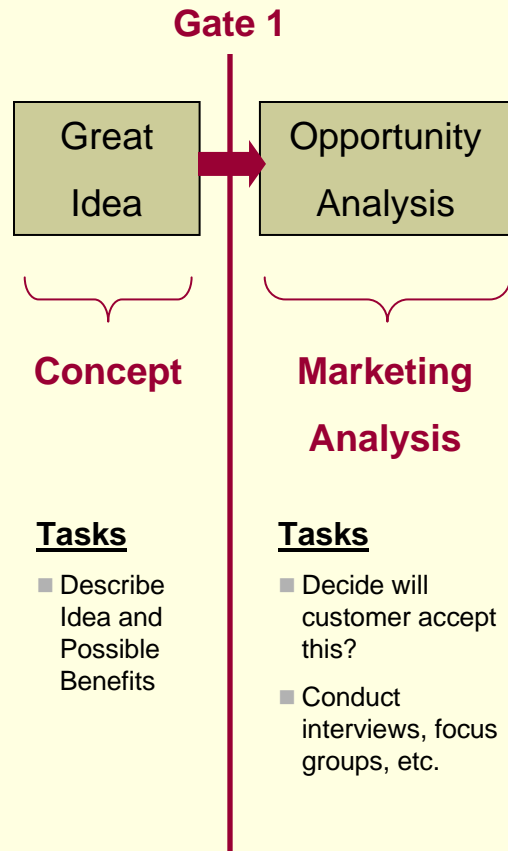 Gate 1
Great
Idea
Opportunity
Analysis
Concept
Marketing
Analysis
Tasks
Describe
Idea and
Possible
Benefits
Tasks
Decide will
customer accept
this?
Conduct
interviews, focus
groups, etc.